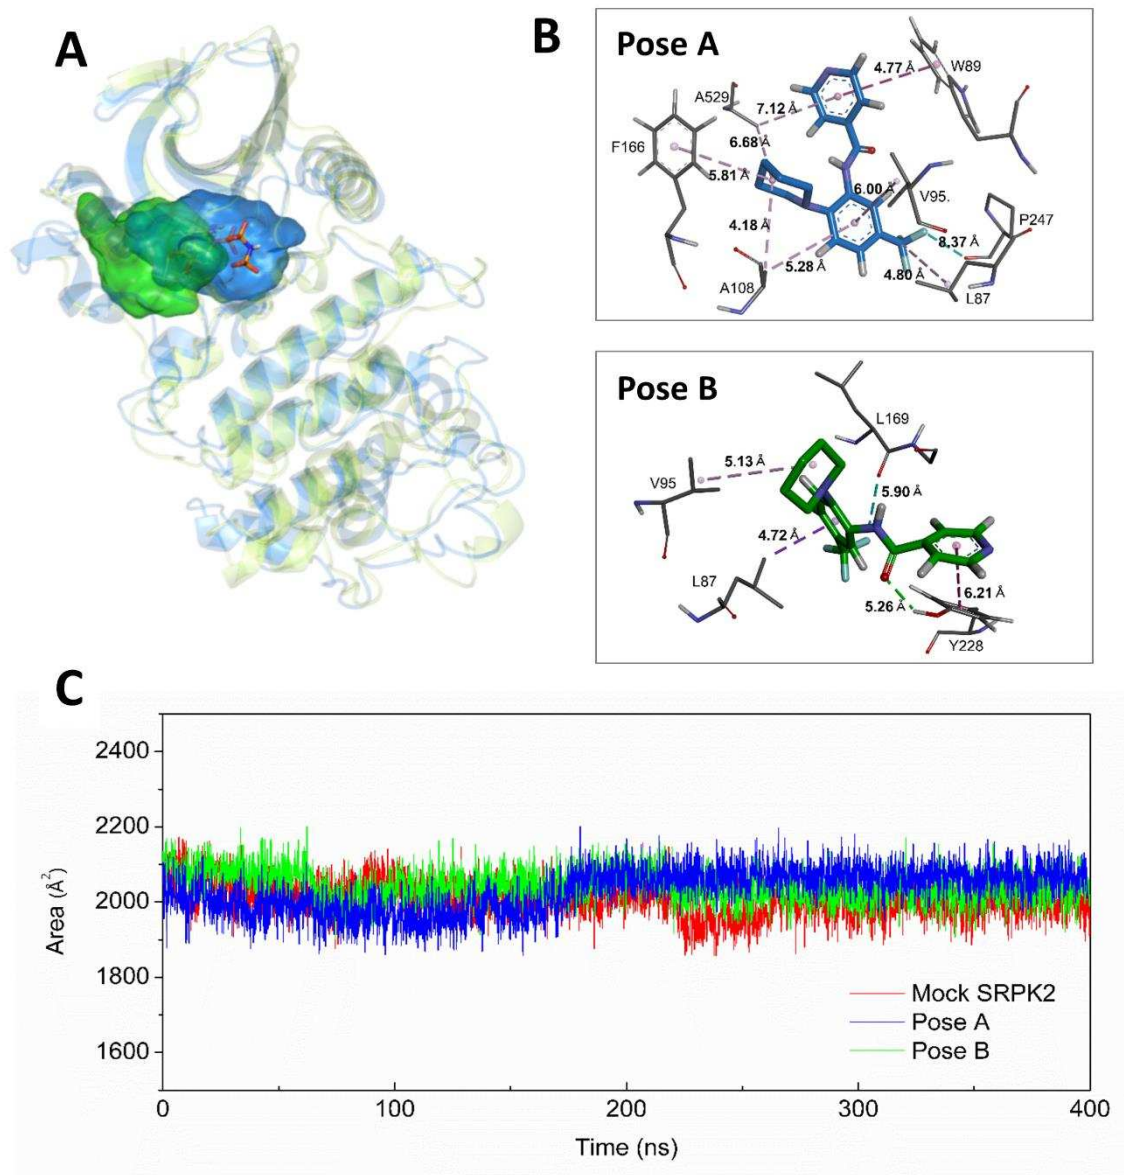 A
B
Pose A
4.77 Å
W89
A529
7.12 Å
F166
6.68 Å
5.81 Å
6.00 Å
V95.
4.18 Å
P247
8.37 Å
5.28 Å
4.80 Å
A108
L87
Pose B
L169
5.13 Å
V95
5.90 Å
4.72 Å
L87
5.26 Å
6.21 Å
Y228
C
2400
2200
2000
1800
1600
Area (Å²)
Mock SRPK2
Pose A
Pose B
0
100
200
300
400
Time (ns)